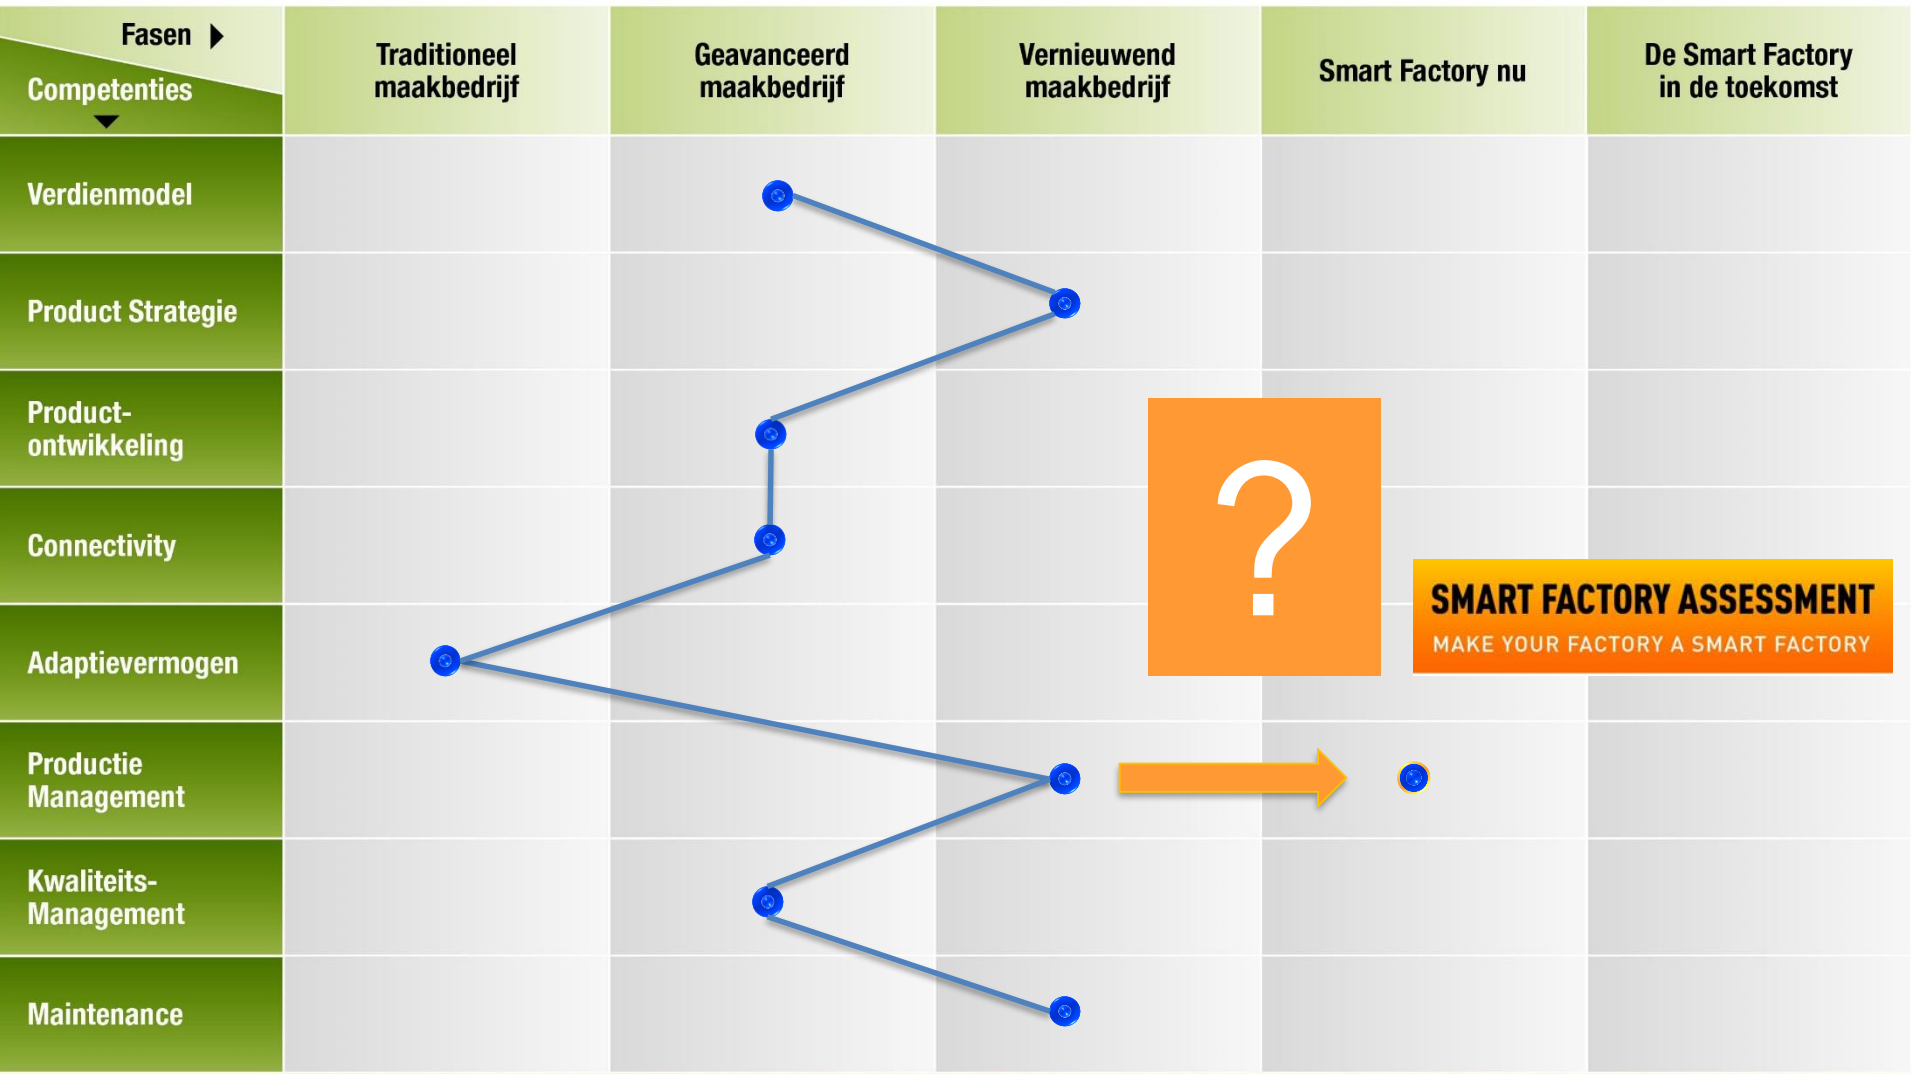 Fasen
Competenties
Traditioneel
maakbedrijf
Geavanceerd
maakbedrijf
Vernieuwend
maakbedrijf
Smart Factory nu
De Smart Factory
in de toekomst
Verdienmodel
Product Strategie
Product-
ontwikkeling
Connectivity
?
SMART FACTORY ASSESSMENT
MAKE YOUR FACTORY A SMART FACTORY
Adaptievermogen
Productie
Management
Kwaliteits-
Management
Maintenance